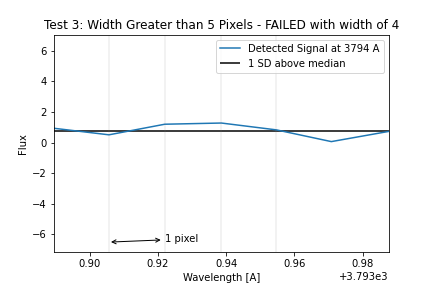 Test 3: Width Greater than 5 Pixels - FAILED with width of 4
Detected Signal at 3794 A
1 SD above median
6
4
2
0
−2
−4
−6
Flux
1 pixel
0.90 0.92 0.94 0.96 0.98
Wavelength [A]
+3.793e3